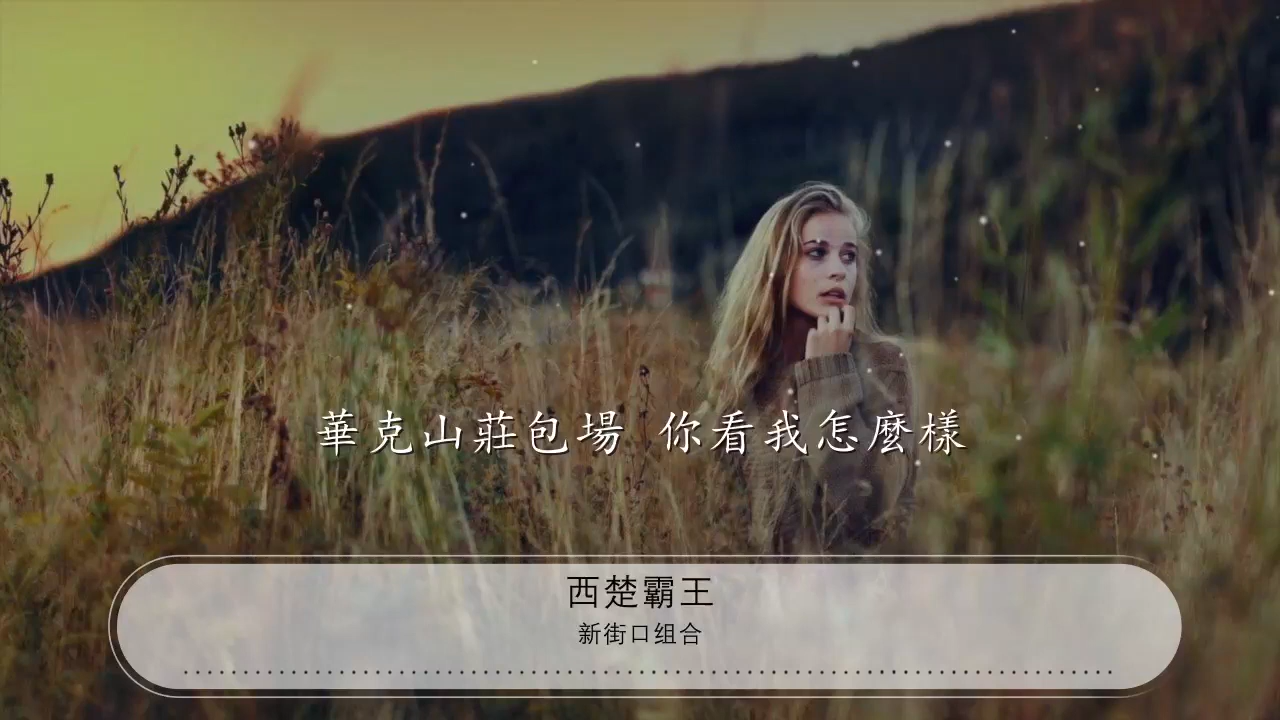 華克山莊包場 你看我怎麼樣
西楚霸王
新街口组合